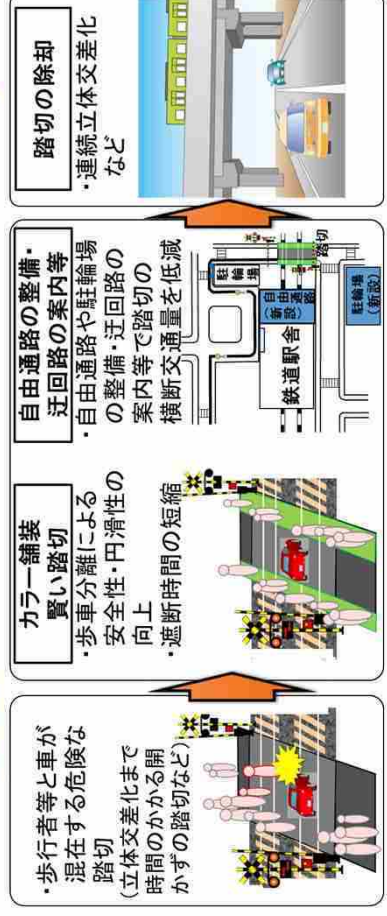 ・歩行者等と車が
混在する危険な
踏切
(立体交差化まで
時間のかかる開
かずの踏切など)
カラー舗装
賢い踏切
・歩車分離による
安全性・円滑性の
向上
・遮断時間の短縮
自由通路の整備・
迂回路の案内等
・自由通路や駐輪場
の整備・迂回路の
案内等で踏切の
横断交通量を低減
駐
輪
場
自由通路
(新設)
鉄道駅舎
踏切
駐輪場
(新設)
踏切の除却
・連続立体交差化
など